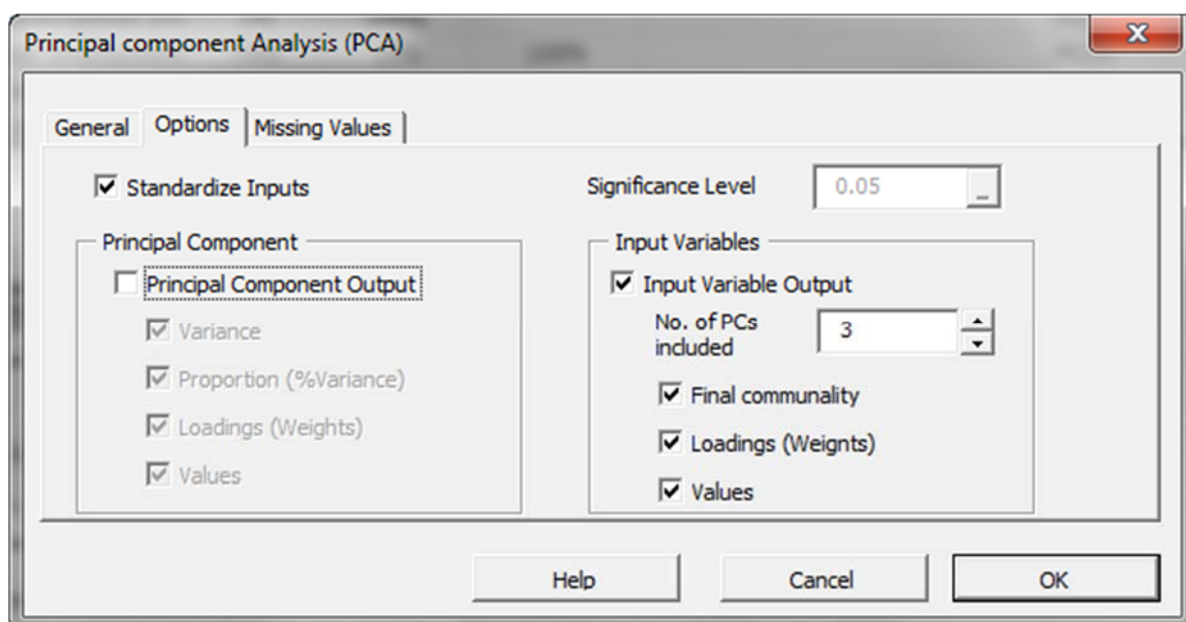 Principal component Analysis (PCA)
General Options Missing Values
Standardize Inputs
Significance Level 0.05 _
Principal Component
Principal Component Output
Variance
Proportion (%Variance)
Loadings (Weights)
Values
Input Variables
Input Variable Output
No. of PCs
included
3
Final communality
Loadings (Weignts)
Values
Help Cancel OK